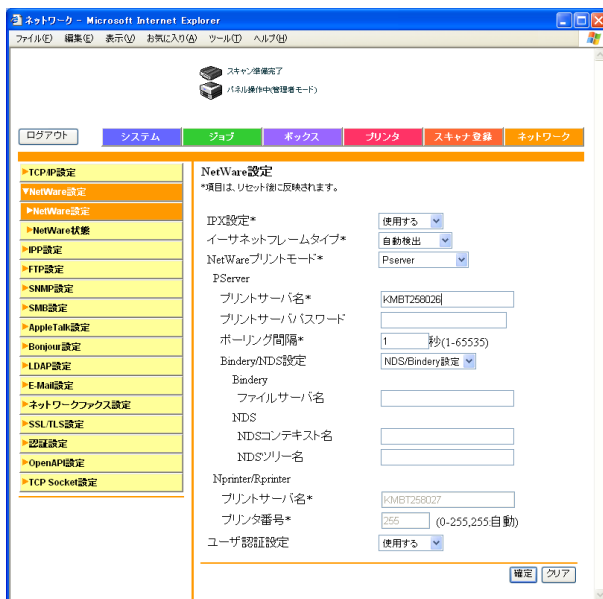 ネットワーク - Microsoft Internet Explorer
ファイル(F) 編集(E) 表示(V) お気に入り(A) ツール(T) ヘルプ(H)
スキャン準備完了
パネル操作中(管理者モード)
ログアウト システム ジョブ ボックス プリンタ スキャナ登録 ネットワーク
▶TCP/IP設定
▼NetWare設定
▶NetWare設定
▶NetWare状態
▶IPP設定
▶FTP設定
▶SNMP設定
▶SMB設定
▶AppleTalk設定
▶Bonjour設定
▶LDAP設定
▶E-Mail設定
▶ネットワークファクス設定
▶SSL/TLS設定
▶認証設定
▶OpenAPI設定
▶TCP Socket設定
NetWare設定
*項目は、リセット後に反映されます。
IPX設定* 使用する
イーサネットフレームタイプ* 自動検出
NetWareプリントモード* Pserver
PServer
プリントサーバ名* KMBT258026
プリントサーバパスワード
ポーリング間隔* 1 秒(1-65535)
Bindery/NDS設定 NDS/Bindery設定
Bindery
ファイルサーバ名
NDS
NDSコンテキスト名
NDSツリー名
Nprinter/Rprinter
プリントサーバ名* KMBT258027
プリンタ番号* 255 (0-255,255:自動)
ユーザ認証設定 使用する
確定 クリア